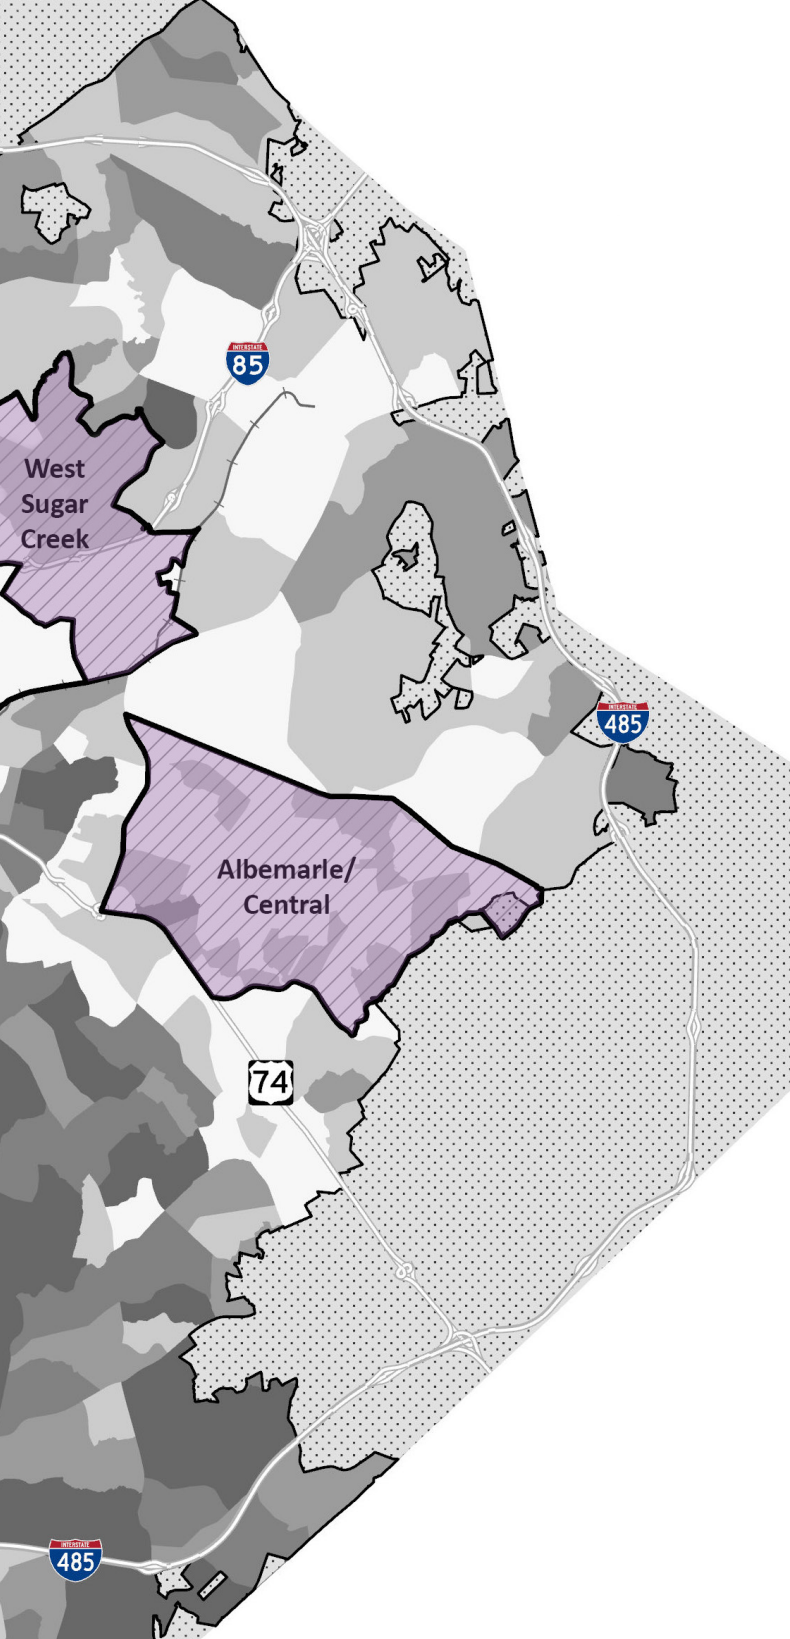 INTERSTATE
85
West
Sugar
Creek
INTERSTATE
485
Albemarle/
Central
74
INTERSTATE
485